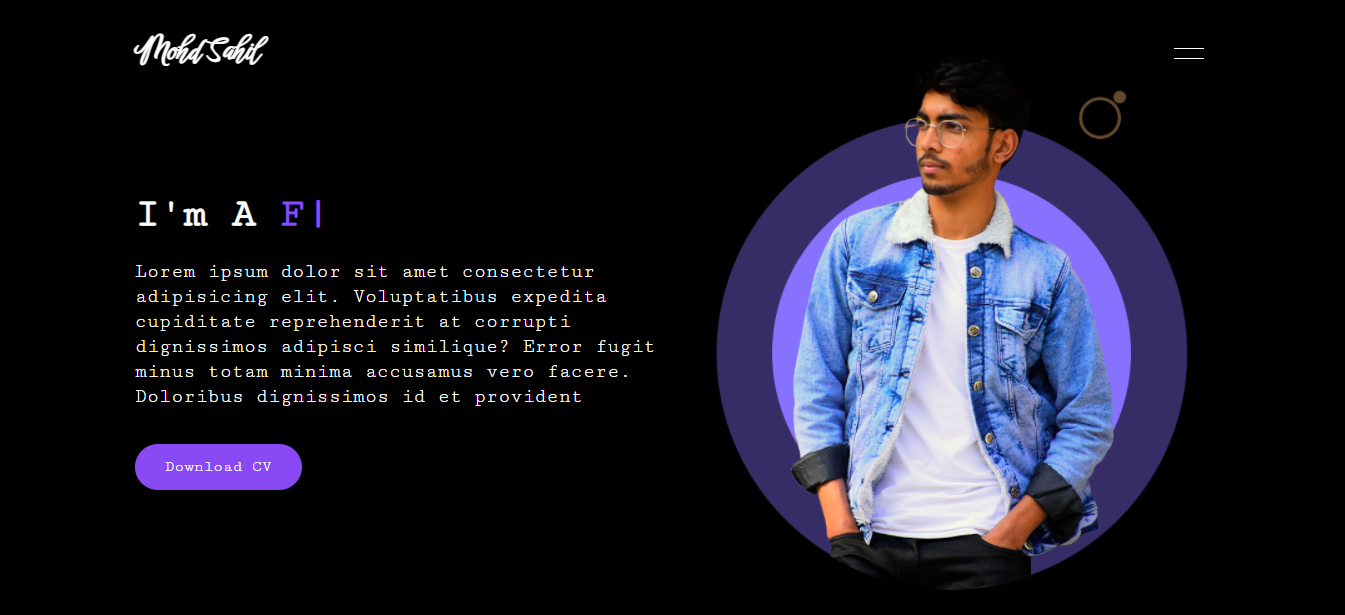 Mohd Sahil
I'm A F|
Lorem ipsum dolor sit amet consectetur
adipisicing elit. Voluptatibus expedita
cupiditate reprehenderit at corrupti
dignissimos adipisci similique? Error fugit
minus totam minima accusamus vero facere.
Doloribus dignissimos id et provident
Download CV